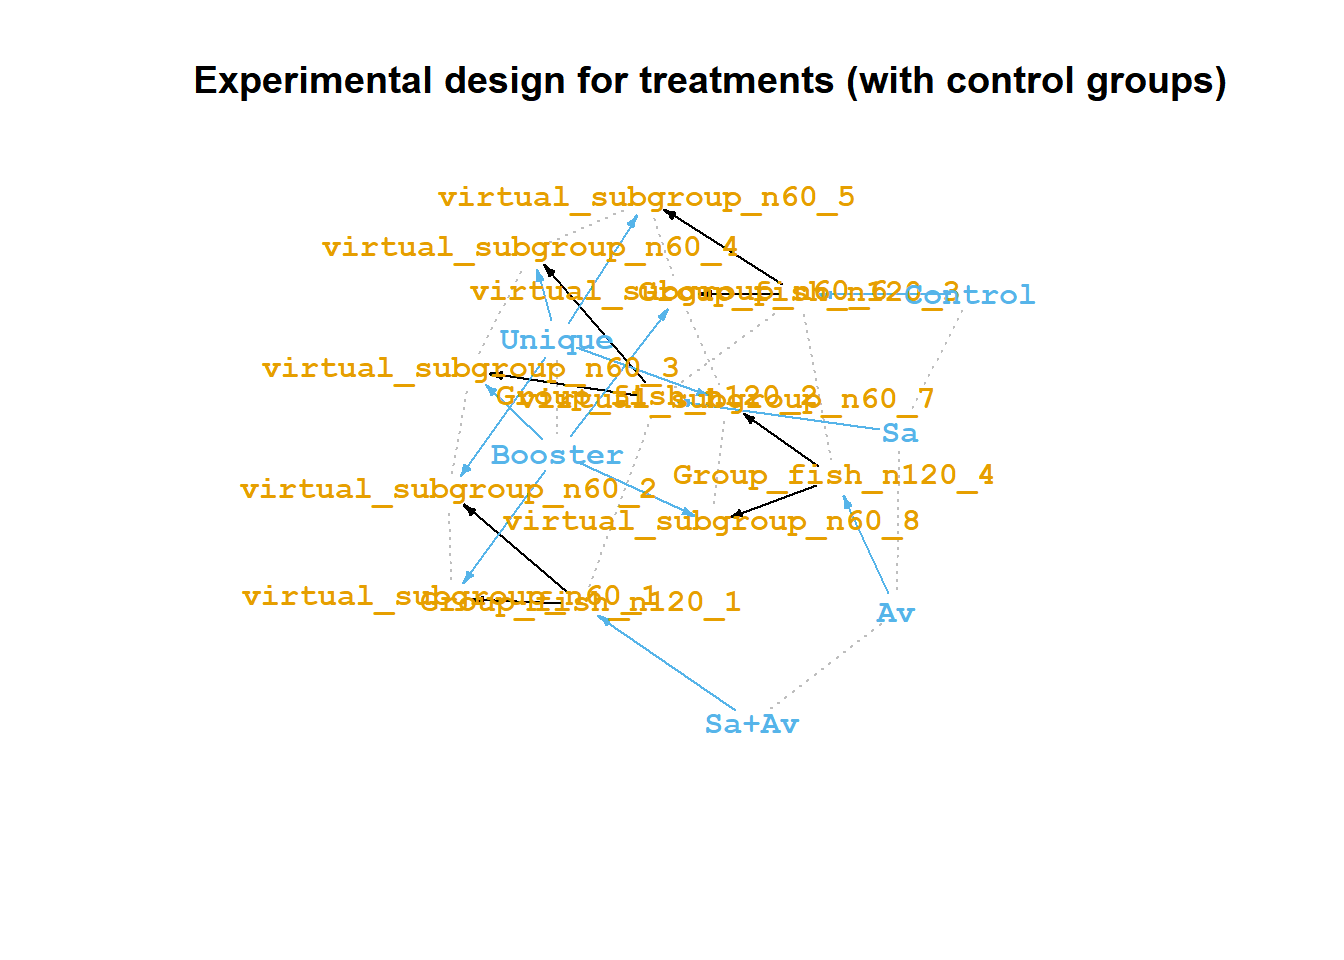 Experimental design for treatments (with control groups)
virtual_subgroup_n60_5
virtual_subgroup_n60_4
virtual_subgroup_n60_6
Group_fish_n120_3
Control
Unique
virtual_subgroup_n60_3
Group_fish_n120_2
virtual_subgroup_n60_7
Sa
Booster
Group_fish_n120_4
virtual_subgroup_n60_2
virtual_subgroup_n60_8
virtual_subgroup_n60_1
Group_fish_n120_1
Av
Sa+Av